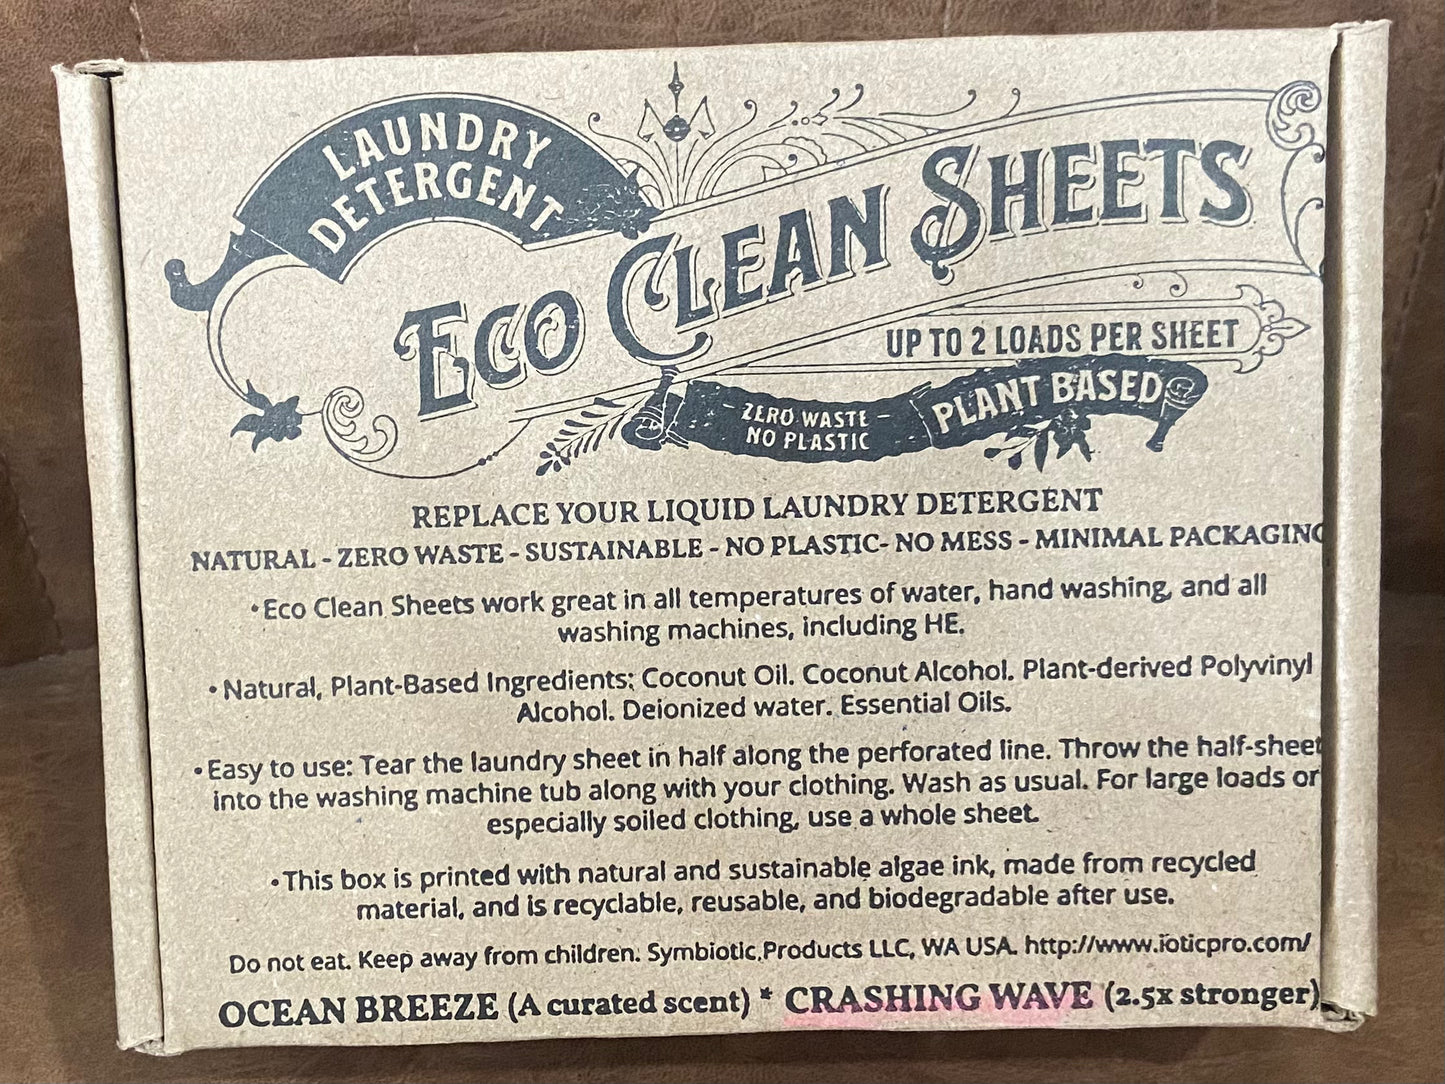 LAUNDRY
DETERGENT
ECO CLEAN SHEETS
UP TO 2 LOADS PER SHEET
- ZERO WASTE -
NO PLASTIC
PLANT BASED
REPLACE YOUR LIQUID LAUNDRY DETERGENT
NATURAL - ZERO WASTE - SUSTAINABLE - NO PLASTIC- NO MESS - MINIMAL PACKAGING
•Eco Clean Sheets work great in all temperatures of water, hand washing, and all
washing machines, including HE.
•Natural, Plant-Based Ingredients: Coconut Oil. Coconut Alcohol. Plant-derived Polyvinyl
Alcohol. Deionized water. Essential Oils.
•Easy to use: Tear the laundry sheet in half along the perforated line. Throw the half-sheet
into the washing machine tub along with your clothing. Wash as usual. For large loads or
especially soiled clothing, use a whole sheet.
•This box is printed with natural and sustainable algae ink, made from recycled
material, and is recyclable, reusable, and biodegradable after use.
Do not eat. Keep away from children. Symbiotic Products LLC, WA USA. http://www.ioticpro.com/
OCEAN BREEZE (A curated scent) * CRASHING WAVE (2.5x stronger)